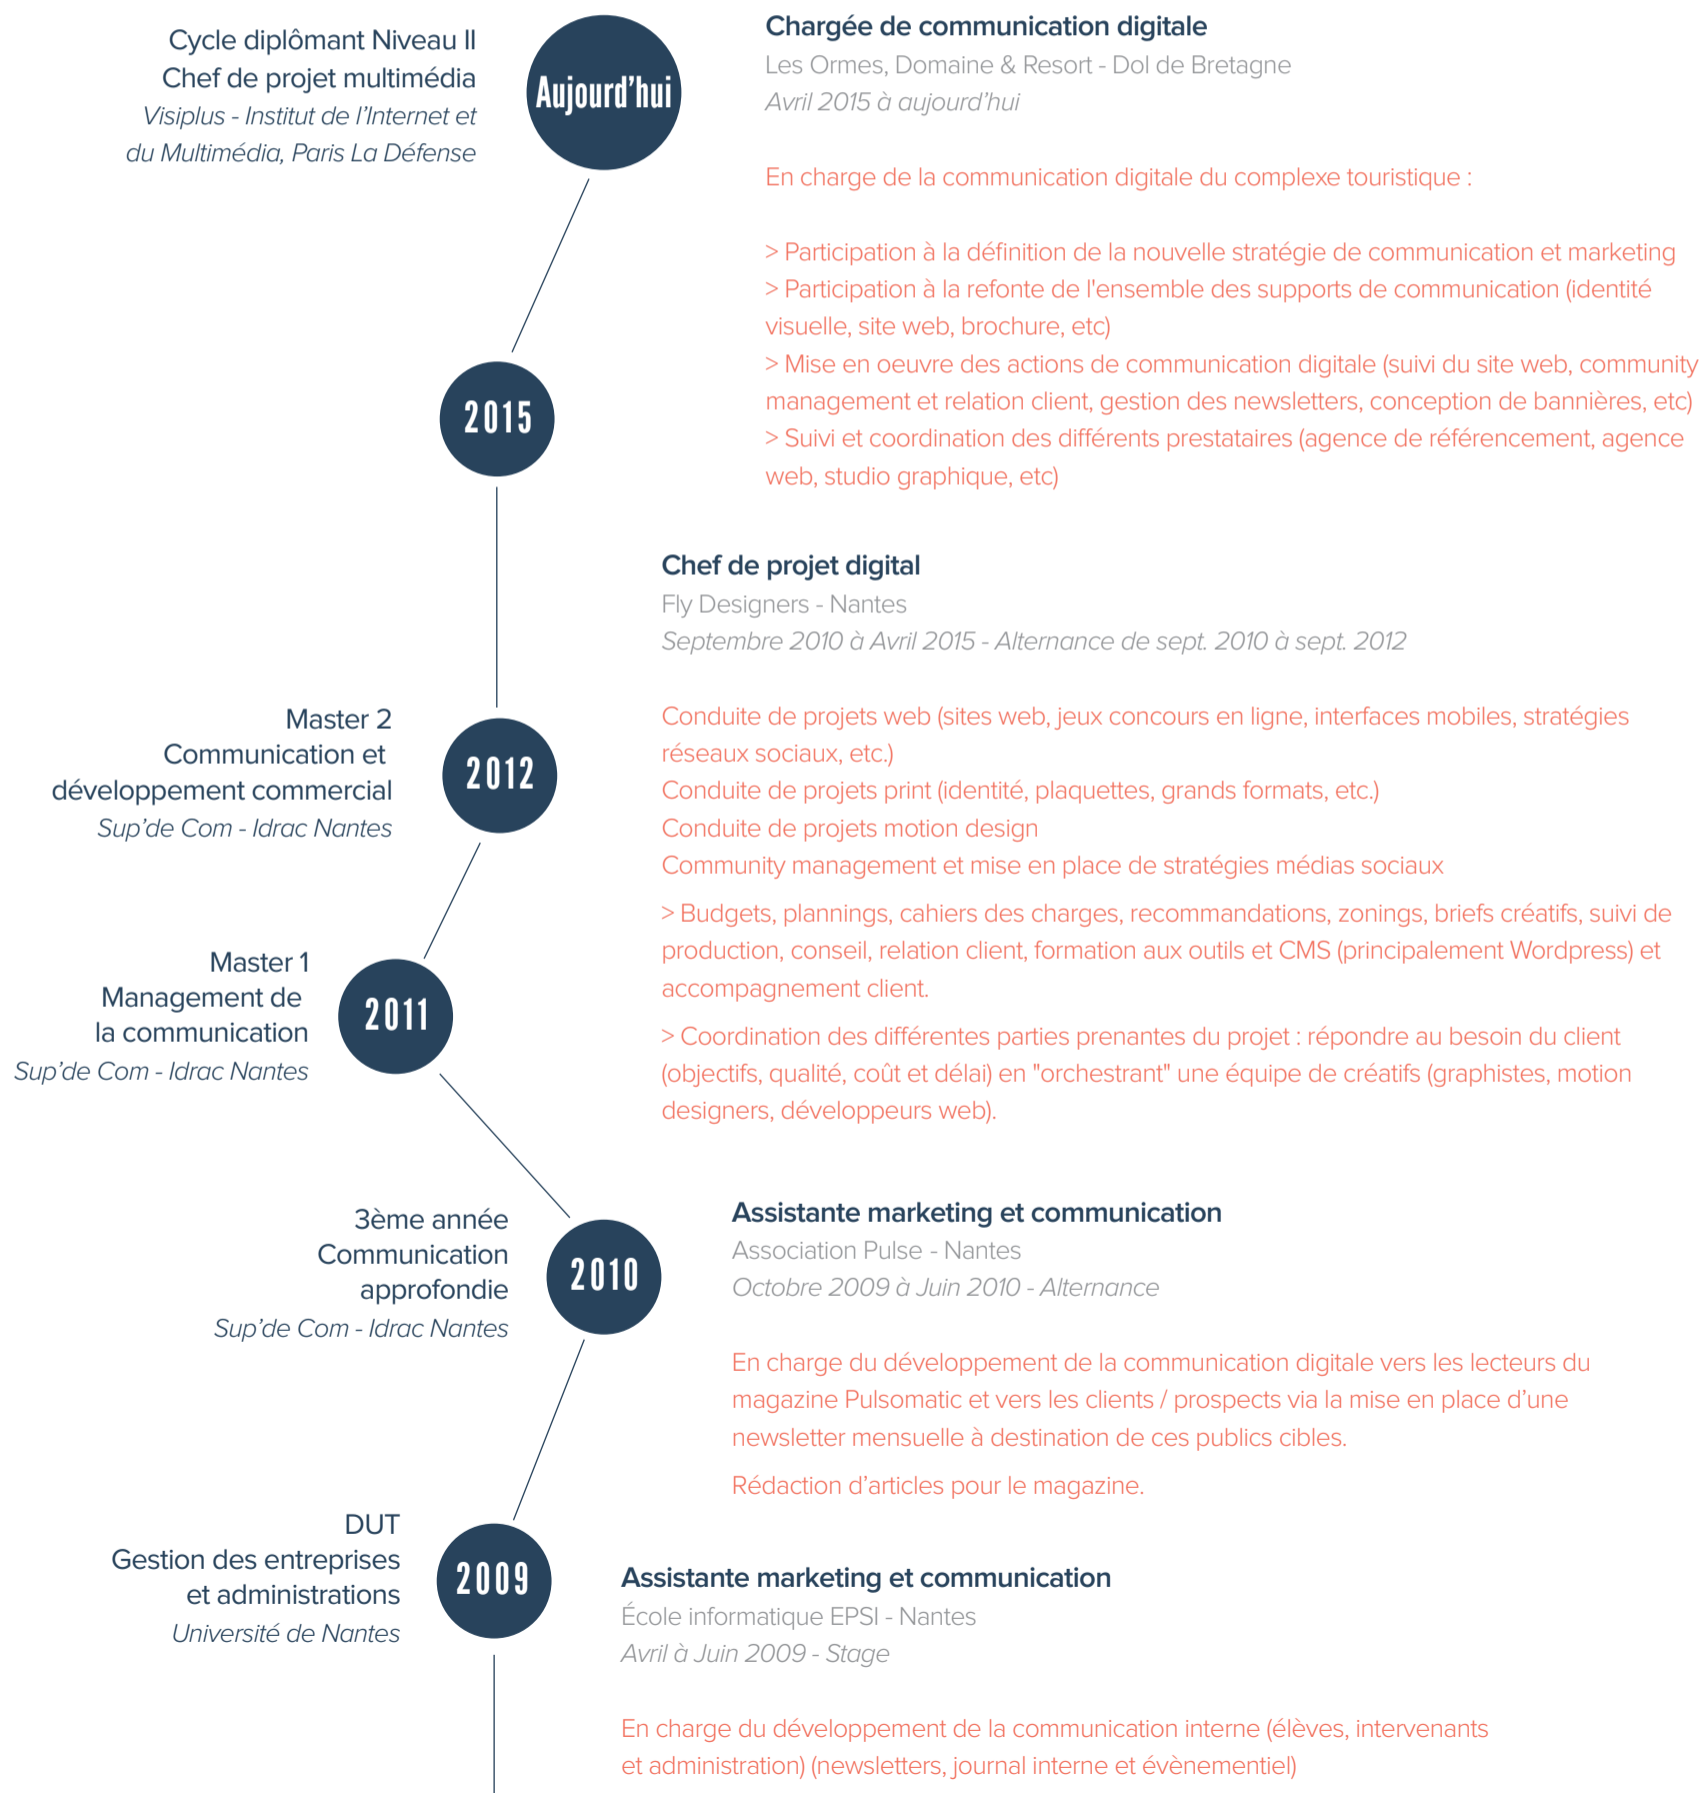 Cycle diplômant Niveau II
Chef de projet multimédia
Visiplus - Institut de l'Internet et
du Multimédia, Paris La Défense
Aujourd'hui
Chargée de communication digitale
Les Ormes, Domaine & Resort - Dol de Bretagne
Avril 2015 à aujourd'hui
En charge de la communication digitale du complexe touristique :
> Participation à la définition de la nouvelle stratégie de communication et marketing
> Participation à la refonte de l'ensemble des supports de communication (identité
visuelle, site web, brochure, etc)
> Mise en oeuvre des actions de communication digitale (suivi du site web, community
management et relation client, gestion des newsletters, conception de bannières, etc)
> Suivi et coordination des différents prestataires (agence de référencement, agence
web, studio graphique, etc)
2015
Chef de projet digital
Fly Designers - Nantes
Septembre 2010 à Avril 2015 - Alternance de sept. 2010 à sept. 2012
Conduite de projets web (sites web, jeux concours en ligne, interfaces mobiles, stratégies
réseaux sociaux, etc.)
Conduite de projets print (identité, plaquettes, grands formats, etc.)
Conduite de projets motion design
Community management et mise en place de stratégies médias sociaux
> Budgets, plannings, cahiers des charges, recommandations, zonings, briefs créatifs, suivi de
production, conseil, relation client, formation aux outils et CMS (principalement Wordpress) et
accompagnement client.
> Coordination des différentes parties prenantes du projet : répondre au besoin du client
(objectifs, qualité, coût et délai) en "orchestrant" une équipe de créatifs (graphistes, motion
designers, développeurs web).
Master 2
Communication et
développement commercial
Sup'de Com - Idrac Nantes
2012
Master 1
Management de
la communication
Sup'de Com - Idrac Nantes
2011
3ème année
Communication
approfondie
Sup'de Com - Idrac Nantes
2010
Assistante marketing et communication
Association Pulse - Nantes
Octobre 2009 à Juin 2010 - Alternance
En charge du développement de la communication digitale vers les lecteurs du
magazine Pulsomatic et vers les clients / prospects via la mise en place d'une
newsletter mensuelle à destination de ces publics cibles.
Rédaction d'articles pour le magazine.
DUT
Gestion des entreprises
et administrations
Université de Nantes
2009
Assistante marketing et communication
École informatique EPSI - Nantes
Avril à Juin 2009 - Stage
En charge du développement de la communication interne (élèves, intervenants
et administration) (newsletters, journal interne et évènementiel)